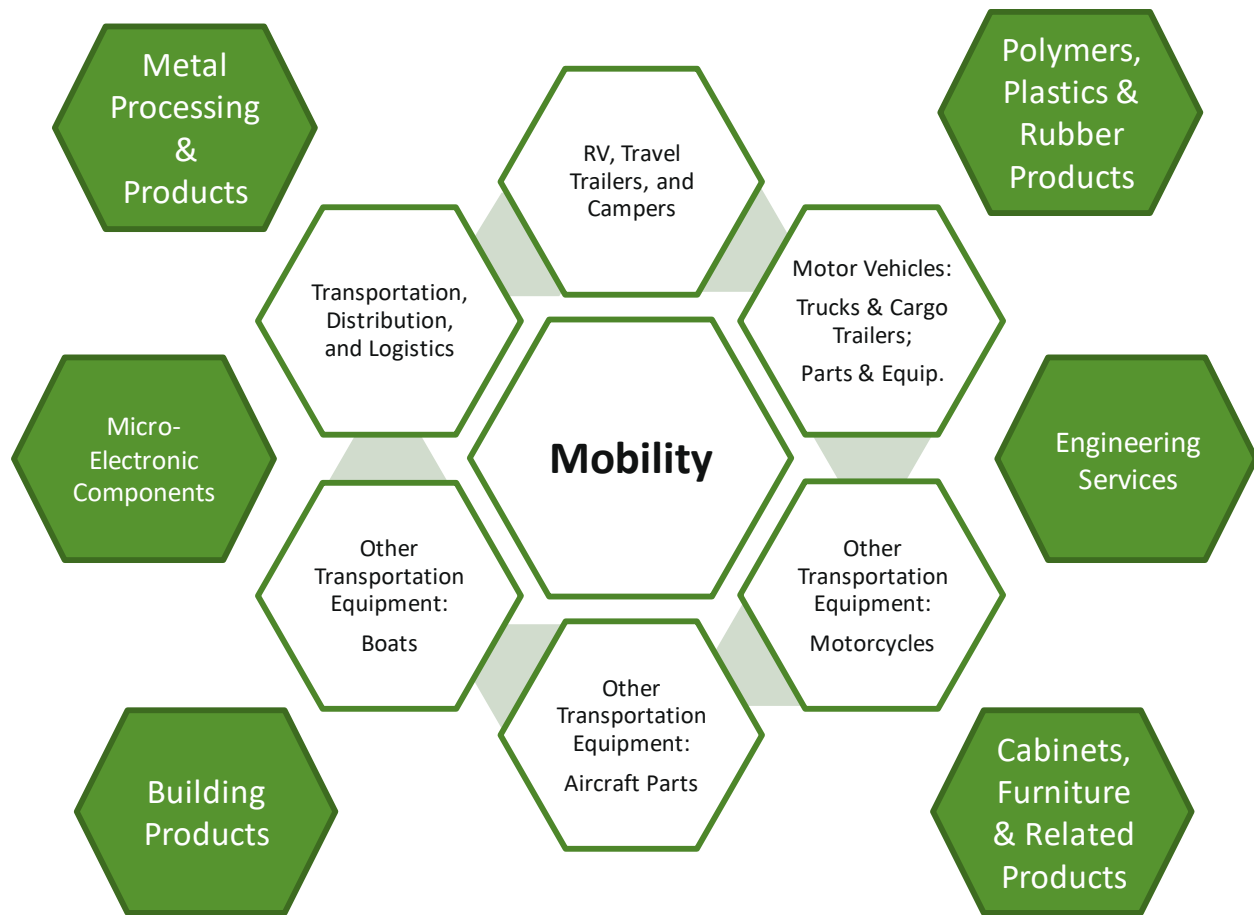 Metal
Processing
&
Products
Polymers,
Plastics &
Rubber
Products
RV, Travel
Trailers, and
Campers
Transportation,
Distribution,
and Logistics
Motor Vehicles:
Trucks & Cargo
Trailers;
Parts & Equip.
Micro-
Electronic
Components
Mobility
Engineering
Services
Other
Transportation
Equipment:
Boats
Other
Transportation
Equipment:
Motorcycles
Other
Transportation
Equipment:
Aircraft Parts
Building
Products
Cabinets,
Furniture
& Related
Products